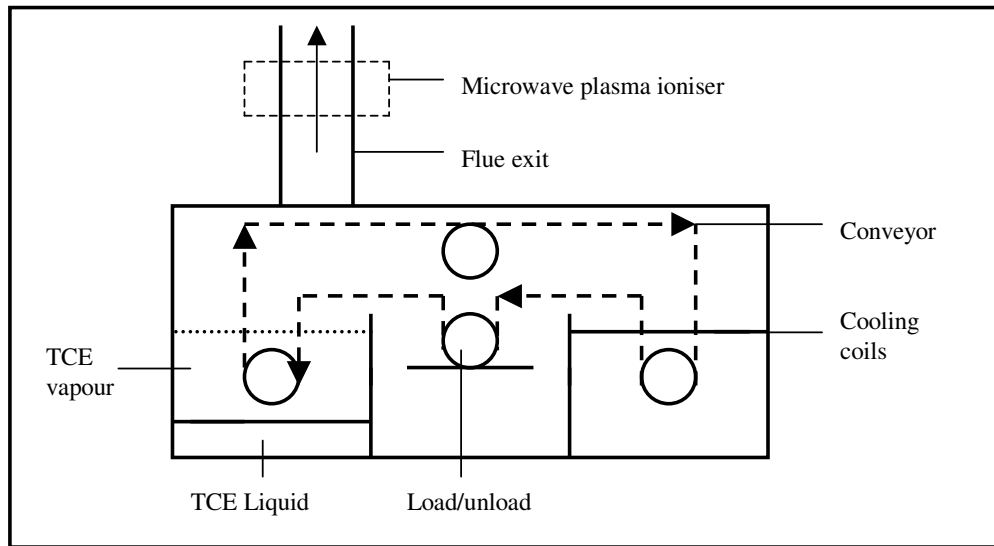 Microwave plasma ioniser
Flue exit
Conveyor
Cooling
coils
TCE
vapour
TCE Liquid
Load/unload